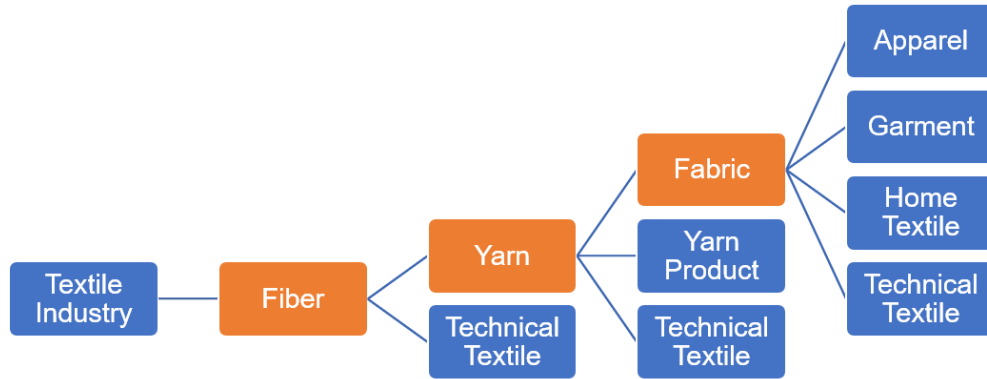 Textile
Industry
Fiber
Yarn
Technical
Textile
Fabric
Yarn
Product
Technical
Textile
Apparel
Garment
Home
Textile
Technical
Textile